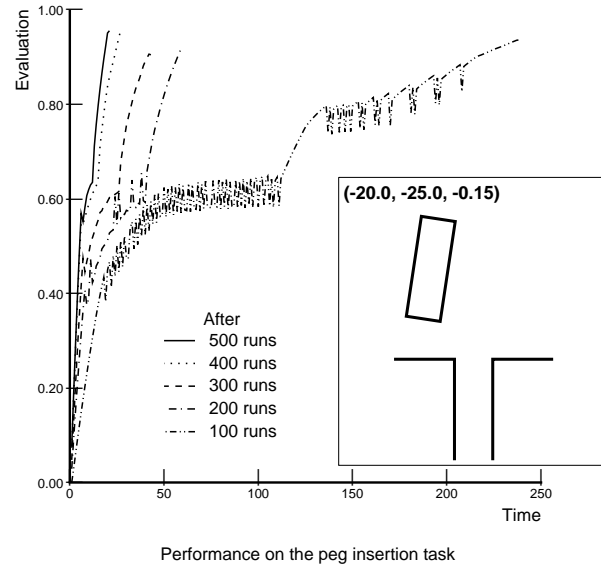 Evaluation
1.00
0.80
0.60
0.40
0.20
0.00
(-20.0, -25.0, -0.15)
After
500 runs
400 runs
300 runs
200 runs
100 runs
0 50 100 150 200 250
Time
Performance on the peg insertion task